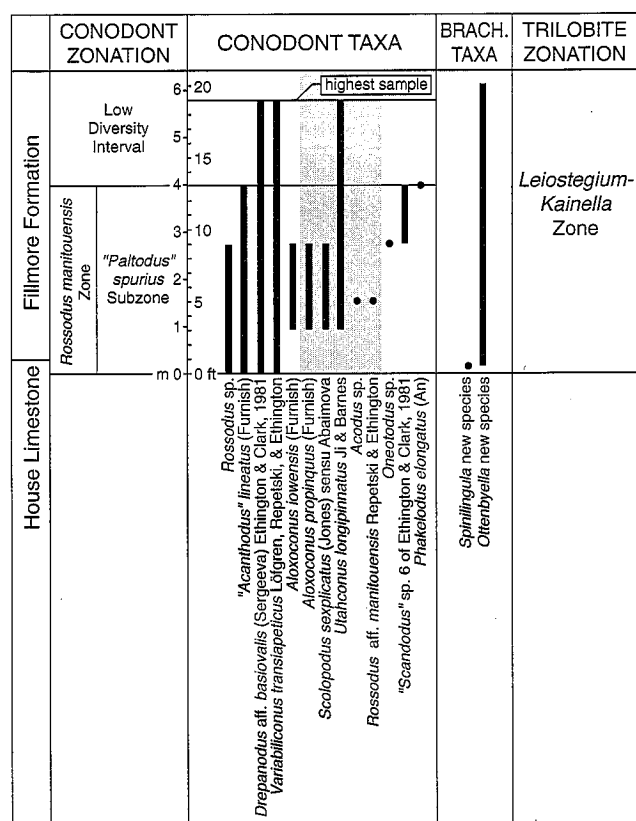 CONODONT ZONATION
CONODONT TAXA
BRACH. TAXA
TRILOBITE ZONATION
Fillmore Formation
House Limestone
Low
Diversity
Interval
Rossodus manitouensis
Zone
"Paltodus"
spurius
Subzone
highest sample
6
20
5
15
4
3
10
2
5
1
m 0
0 ft
Rossodus sp.
"Acanthodus" lineatus (Furnish)
Drepanodus aff. basiovalis (Sergeeva) Ethington & Clark, 1981
Variabiliconus transiapeticus Löfgren, Repetski, & Ethington
Aloxoconus iowensis (Furnish)
Aloxoconus propinquus (Furnish)
Scolopodus sexplicatus (Jones) sensu Abaimova
Utahconus longipinnatus Ji & Barnes
Acodus sp.
Rossodus aff. manitouensis Repetski & Ethington
Oneotodus sp.
"Scandodus" sp. 6 of Ethington & Clark, 1981
Phakelodus elongatus (An)
Spinilingula new species
Ottenbyella new species
Leiostegium-
Kainella
Zone